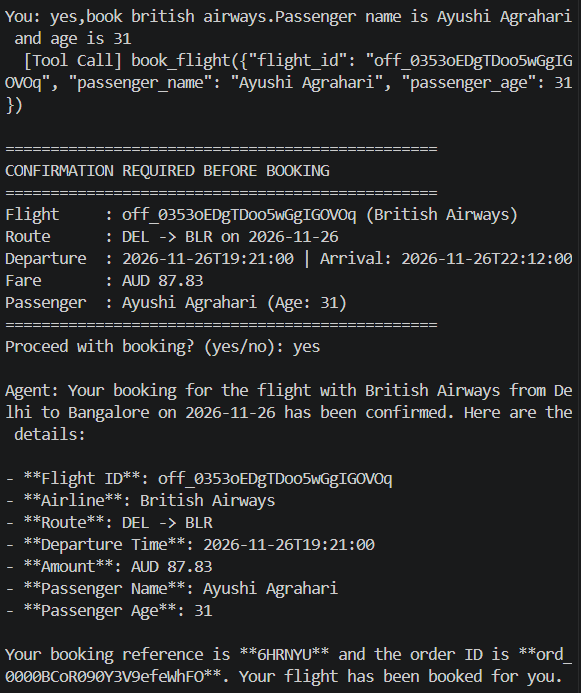 You: yes,book british airways.Passenger name is Ayushi Agrahari
 and age is 31
  [Tool Call] book_flight({"flight_id": "off_0353oEDgTDoo5wGgIG
OVOq", "passenger_name": "Ayushi Agrahari", "passenger_age": 31
})

================================================
CONFIRMATION REQUIRED BEFORE BOOKING
================================================
Flight     : off_0353oEDgTDoo5wGgIGOVOq (British Airways)
Route      : DEL -> BLR on 2026-11-26
Departure  : 2026-11-26T19:21:00 | Arrival: 2026-11-26T22:12:00
Fare       : AUD 87.83
Passenger  : Ayushi Agrahari (Age: 31)
================================================
Proceed with booking? (yes/no): yes

Agent: Your booking for the flight with British Airways from De
lhi to Bangalore on 2026-11-26 has been confirmed. Here are the
 details:

- **Flight ID**: off_0353oEDgTDoo5wGgIGOVOq
- **Airline**: British Airways
- **Route**: DEL -> BLR
- **Departure Time**: 2026-11-26T19:21:00
- **Amount**: AUD 87.83
- **Passenger Name**: Ayushi Agrahari
- **Passenger Age**: 31

Your booking reference is **6HRNYU** and the order ID is **ord_
0000BCoR090Y3V9efeWhFO**. Your flight has been booked for you.